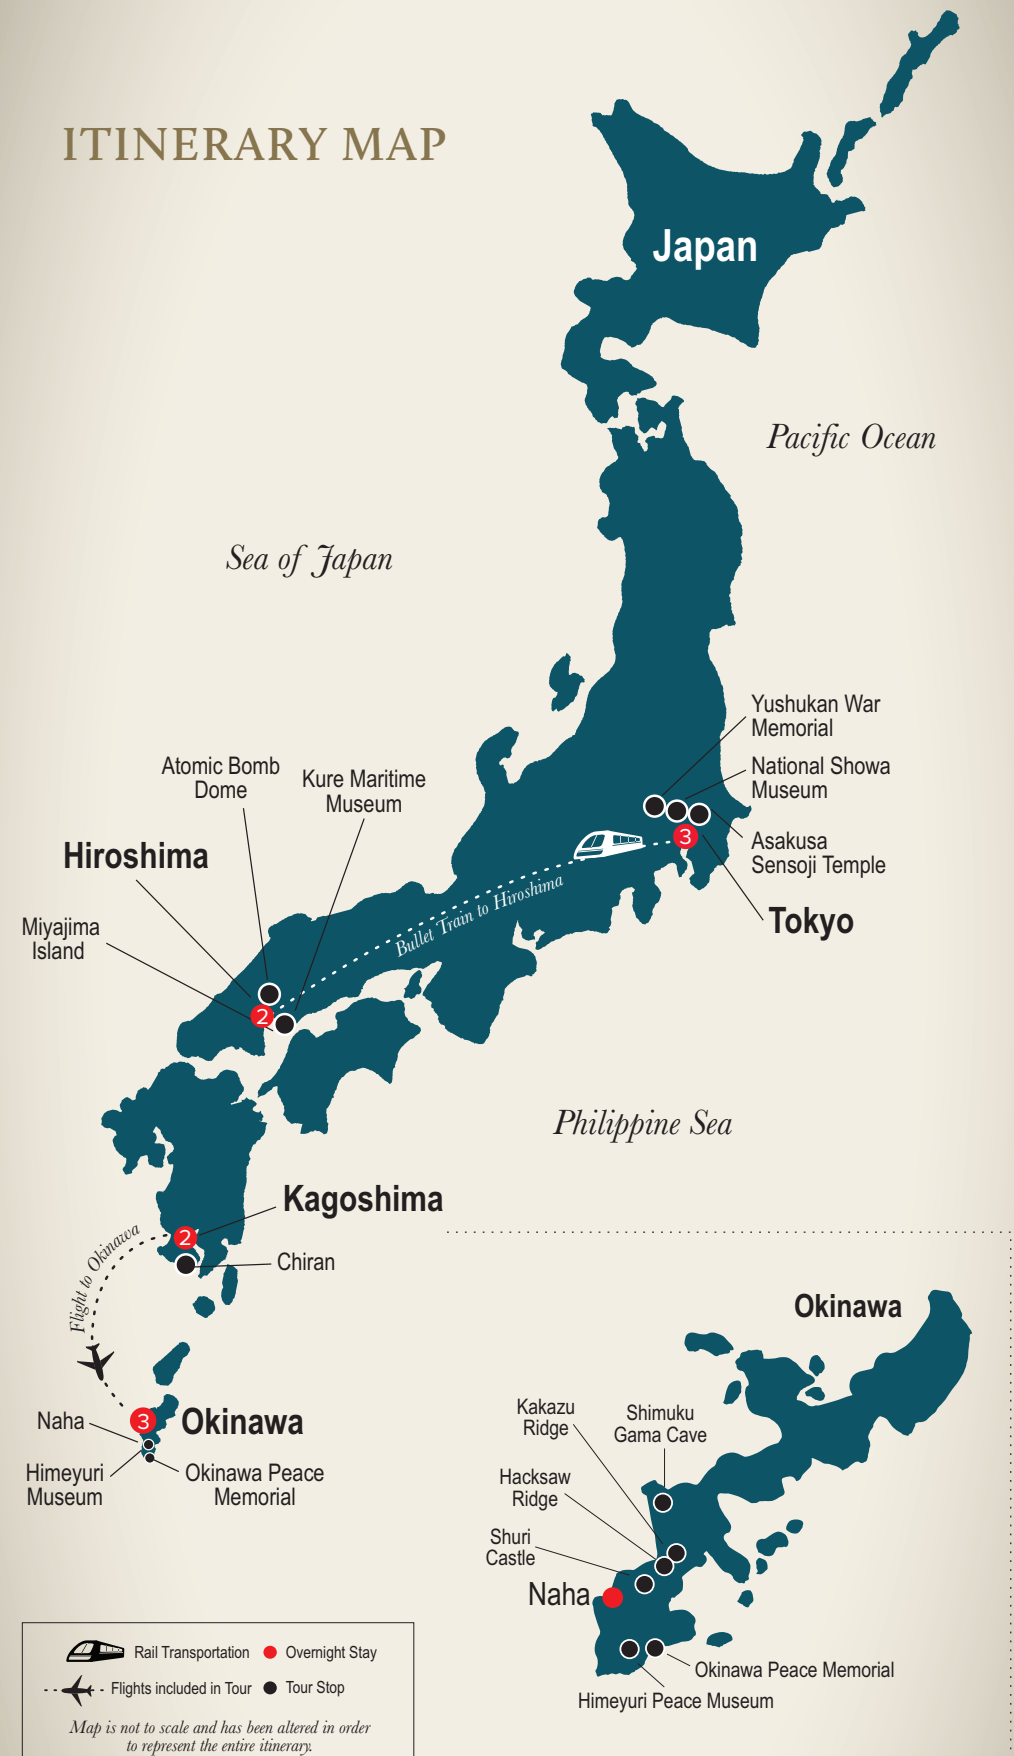 ITINERARY MAP
Japan
Pacific Ocean
Sea of Japan
Yushukan War
Memorial
National Showa
Museum
Asakusa
Sensoji Temple
3
Tokyo
Atomic Bomb
Dome
Kure Maritime
Museum
Hiroshima
Miyajima
Island
2
Bullet Train to Hiroshima
Philippine Sea
Kagoshima
2
Chiran
Flight to Okinawa
3
Okinawa
Naha
Himeyuri
Museum
Okinawa Peace
Memorial
Okinawa
Kakazu
Ridge
Shimuku
Gama Cave
Hacksaw
Ridge
Shuri
Castle
Naha
Okinawa Peace Memorial
Himeyuri Peace Museum
Rail Transportation
Overnight Stay
Flights included in Tour
Tour Stop
Map is not to scale and has been altered in order
to represent the entire itinerary.